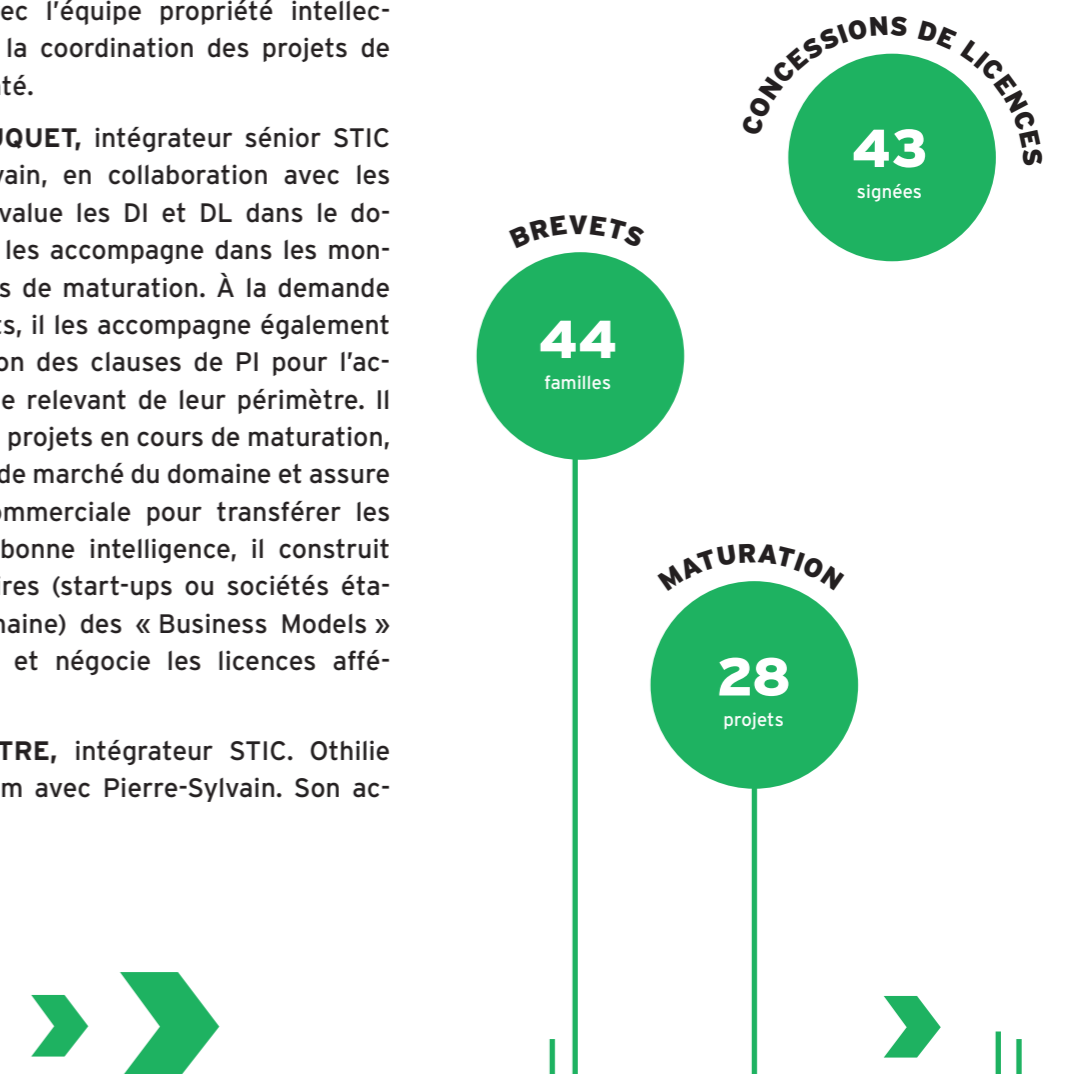 ec l'équipe propriété intellec-
la coordination des projets de
té.
UQUET, intégrateur sénior STIC
vain, en collaboration avec les
value les DI et DL dans le do-
les accompagne dans les mon-
s de maturation. À la demande
ts, il les accompagne également
on des clauses de PI pour l'ac-
e relevant de leur périmètre. Il
projets en cours de maturation,
de marché du domaine et assure
ommerciale pour transférer les
bonne intelligence, il construit
ires (start-ups ou sociétés éta-
naine) des « Business Models »
et négocie les licences affé-
TRE, intégrateur STIC. Othilie
m avec Pierre-Sylvain. Son ac-
CONCESSIONS DE LICENCES
43
signées
BREVETS
44
familles
MATURATION
28
projets